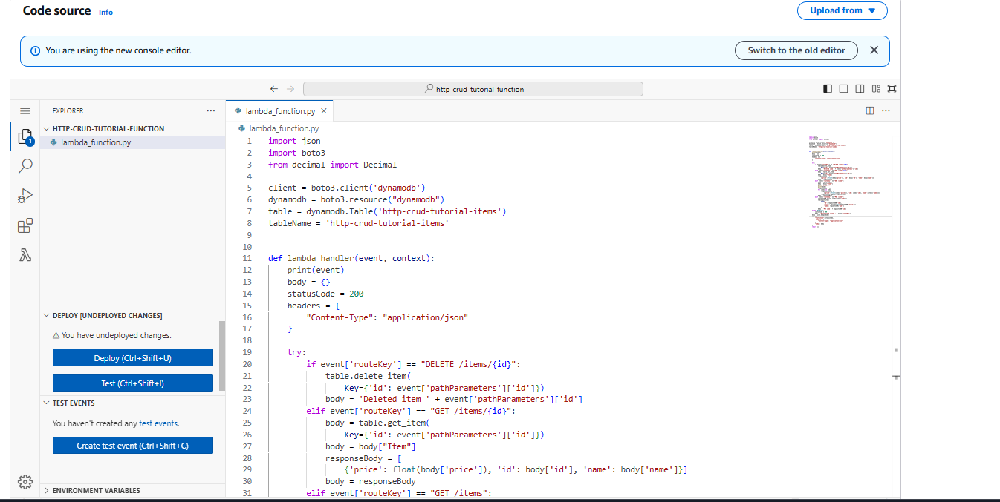 Code source Info
Upload from
You are using the new console editor.
Switch to the old editor
http-crud-tutorial-function
EXPLORER
HTTP-CRUD-TUTORIAL-FUNCTION
1
lambda_function.py
DEPLOY [UNDEPLOYED CHANGES]
You have undeployed changes.
Deploy (Ctrl+Shift+U)
Test (Ctrl+Shift+I)
TEST EVENTS
You haven't created any test events.
Create test event (Ctrl+Shift+C)
ENVIRONMENT VARIABLES
lambda_function.py
lambda_function.py
1 import json
2 import boto3
3 from decimal import Decimal
4
5 client = boto3.client('dynamodb')
6 dynamodb = boto3.resource("dynamodb")
7 table = dynamodb.Table('http-crud-tutorial-items')
8 tableName = 'http-crud-tutorial-items'
9
10
11 def lambda_handler(event, context):
12     print(event)
13     body = {}
14     statusCode = 200
15     headers = {
16         "Content-Type": "application/json"
17     }
18
19     try:
20         if event['routeKey'] == "DELETE /items/{id}":
21             table.delete_item(
22                 Key={'id': event['pathParameters']['id']})
23             body = 'Deleted item ' + event['pathParameters']['id']
24         elif event['routeKey'] == "GET /items/{id}":
25             body = table.get_item(
26                 Key={'id': event['pathParameters']['id']})
27             body = body["Item"]
28             responseBody = [
29                 {'price': float(body['price']), 'id': body['id'], 'name': body['name']}]
30             body = responseBody
31         elif event['routeKey'] == "GET /items":